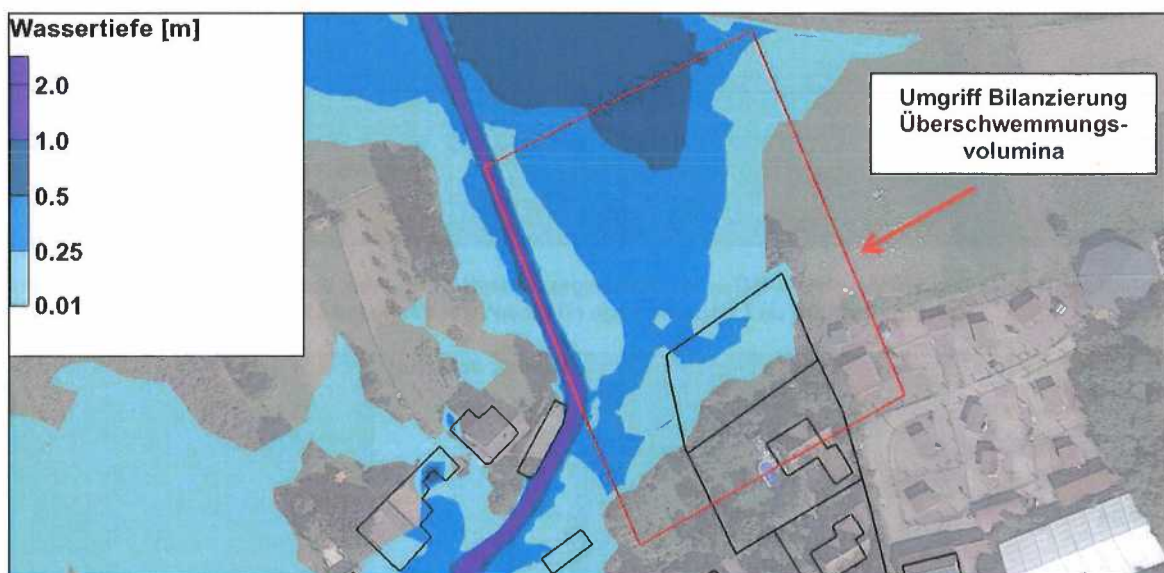 Wassertiefe [m]
2.0
1.0
0.5
0.25
0.01
Umgriff Bilanzierung
Überschwemmungs-
volumina